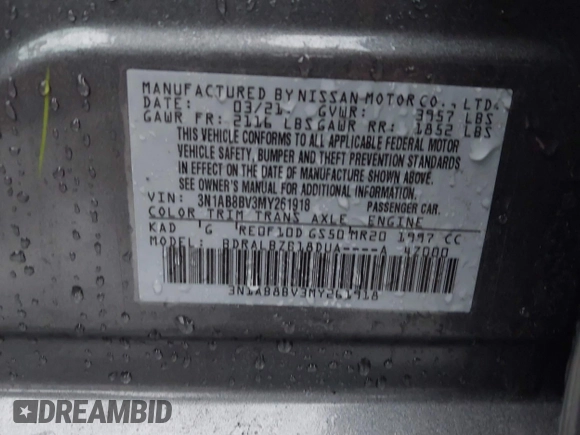 MANUFACTURED BY NISSAN MOTOR CO., LTD.
DATE: 03/21 GVWR: 3957 LBS
GAWR FR: 2116 LBS GAWR RR: 1852 LBS
THIS VEHICLE CONFORMS TO ALL APPLICABLE FEDERAL MOTOR
VEHICLE SAFETY, BUMPER AND THEFT PREVENTION STANDARDS
IN EFFECT ON THE DATE OF MANUFACTURE SHOWN ABOVE.
SEE OWNER'S MANUAL FOR ADDITIONAL INFORMATION.
VIN: 3N1AB8BV3MY261918 PASSENGER CAR.
COLOR TRIM TRANS AXLE ENGINE
KAD G RE0F10D GS50 MR20 1997 CC
MODEL: BDRALBZB18DUA----A 47000
3N1AB8BV3MY261918
DREAMBID